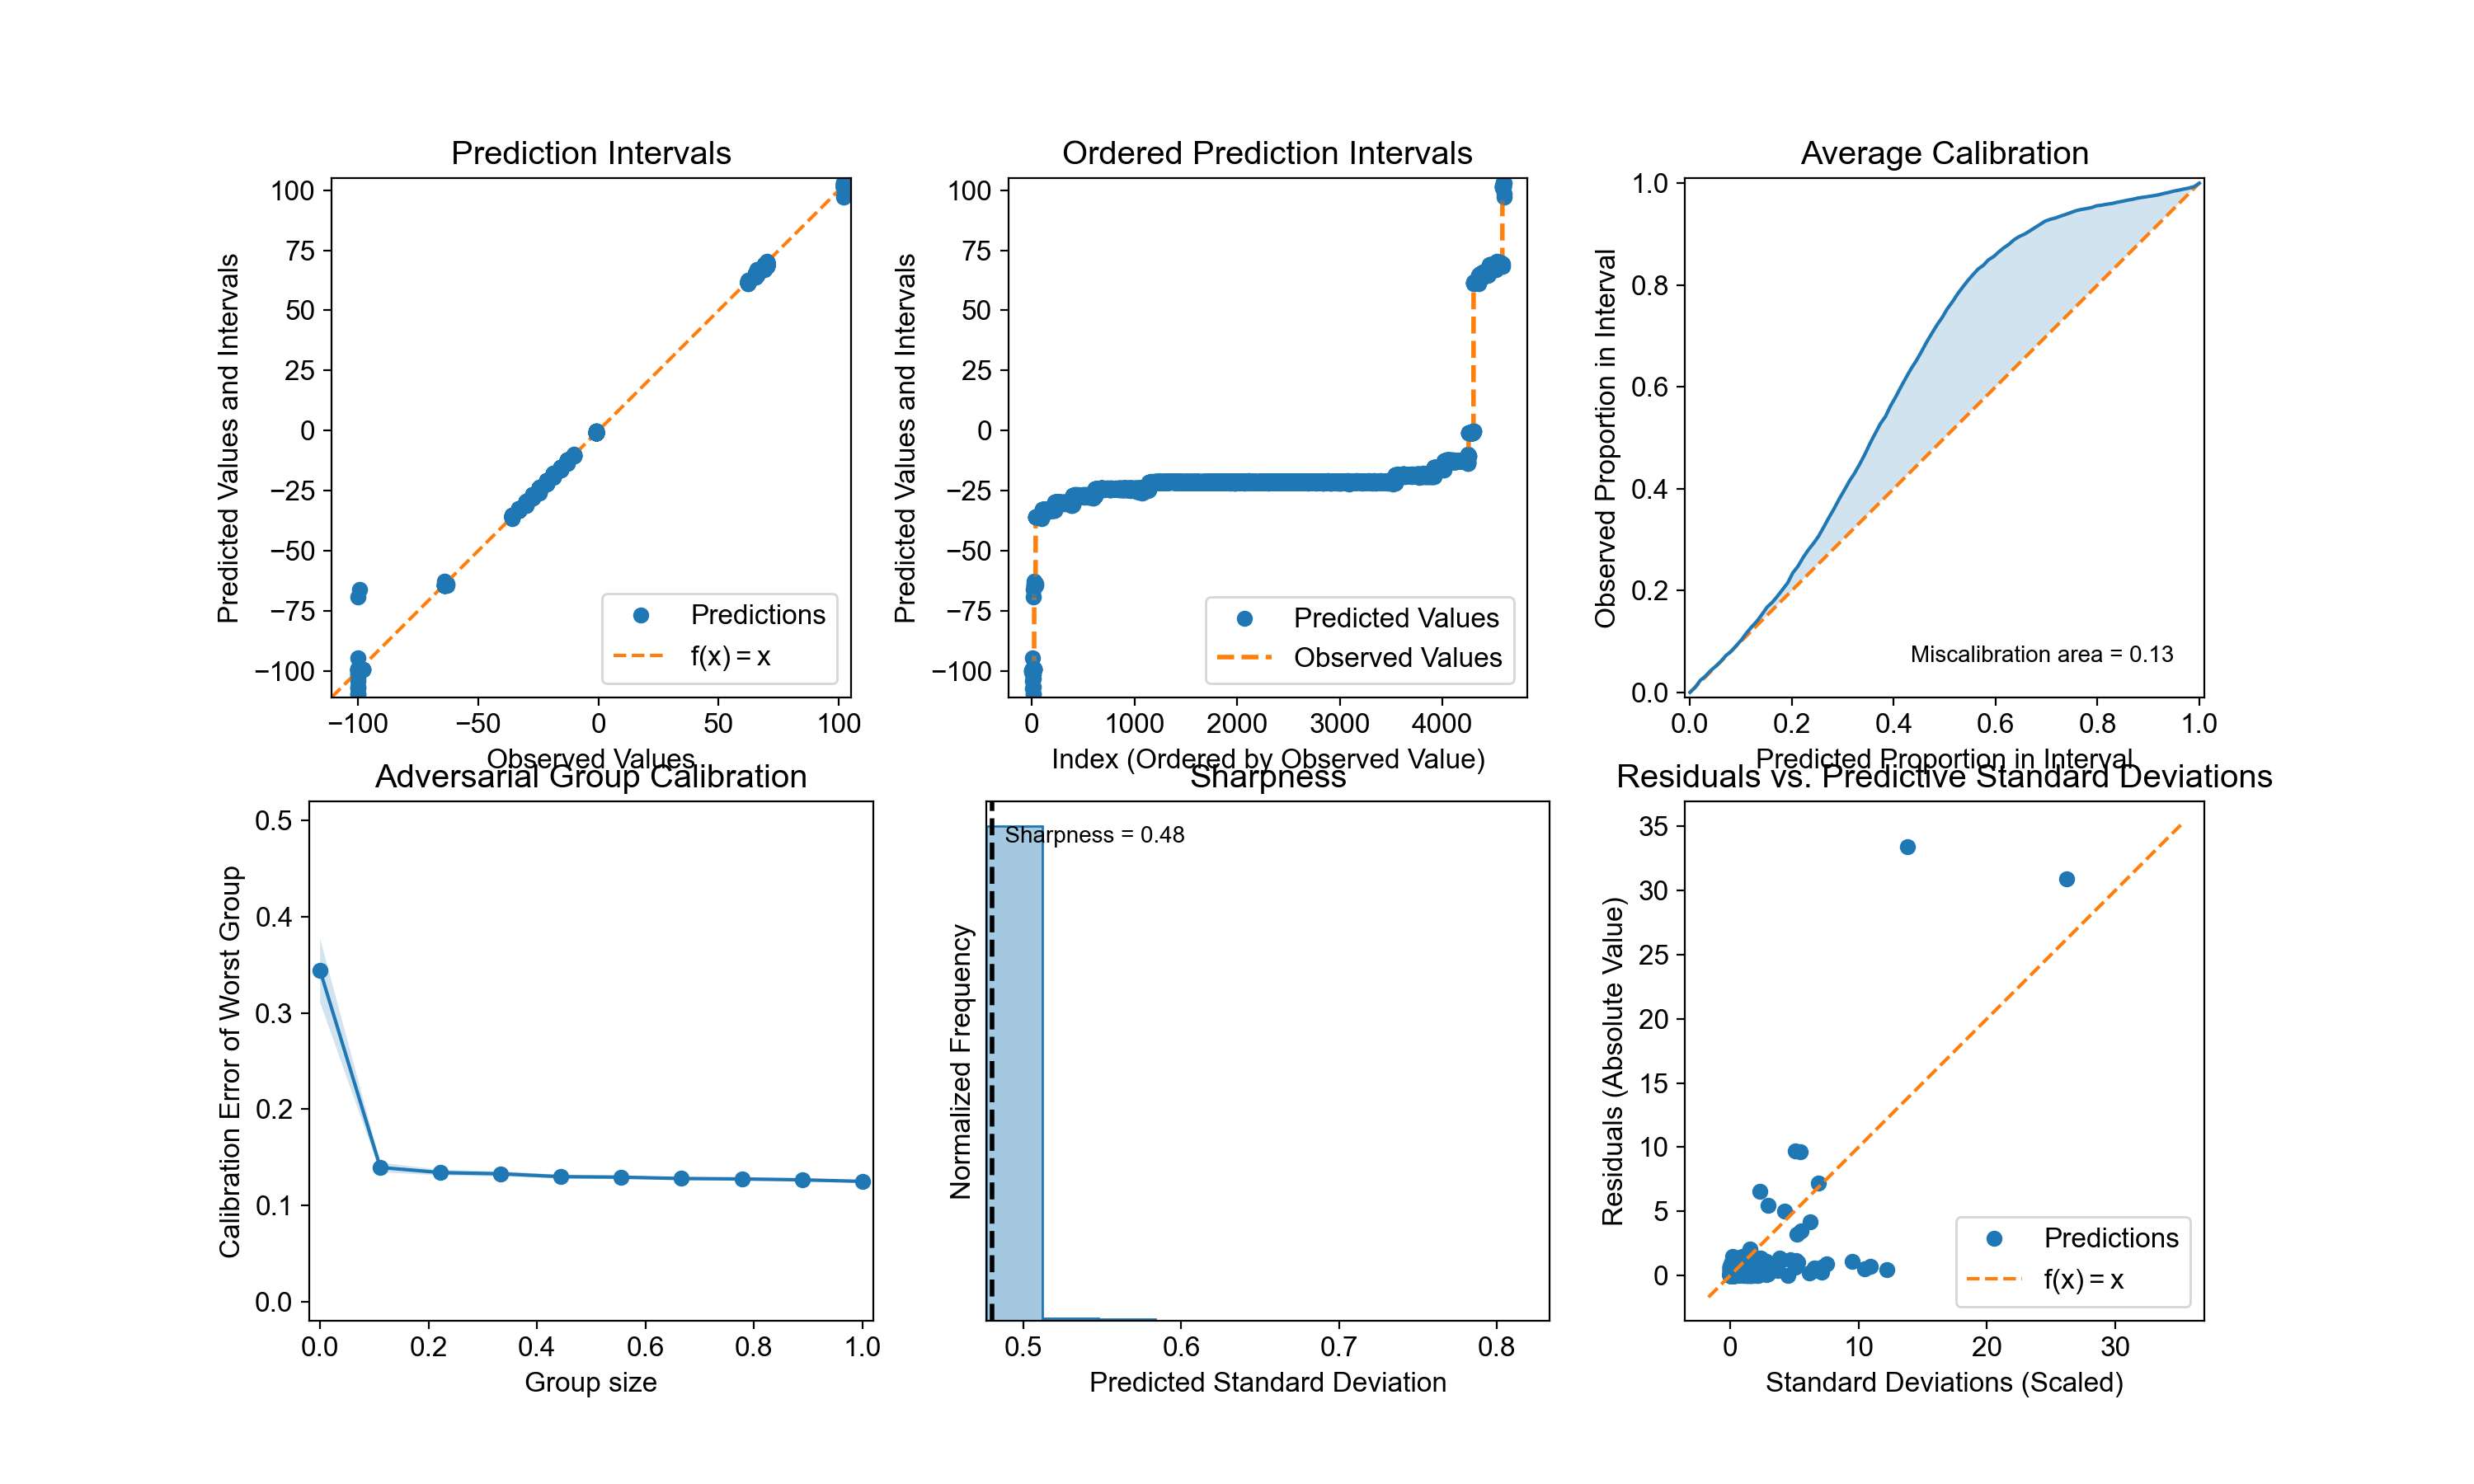 Prediction Intervals
Predicted Values and Intervals
100
75
50
25
0
−25
−50
−75
−100
Predictions
f(x) = x
−100 −50 0 50 100
Observed Values
Ordered Prediction Intervals
Predicted Values and Intervals
100
75
50
25
0
−25
−50
−75
−100
Predicted Values
Observed Values
0 1000 2000 3000 4000
Index (Ordered by Observed Value)
Average Calibration
Observed Proportion in Interval
1.0
0.8
0.6
0.4
0.2
0.0
Miscalibration area = 0.13
0.0 0.2 0.4 0.6 0.8 1.0
Predicted Proportion in Interval
Adversarial Group Calibration
Calibration Error of Worst Group
0.5
0.4
0.3
0.2
0.1
0.0
0.0 0.2 0.4 0.6 0.8 1.0
Group size
Sharpness
Normalized Frequency
Sharpness = 0.48
0.5 0.6 0.7 0.8
Predicted Standard Deviation
Residuals vs. Predictive Standard Deviations
Residuals (Absolute Value)
35
30
25
20
15
10
5
0
Predictions
f(x) = x
0 10 20 30
Standard Deviations (Scaled)